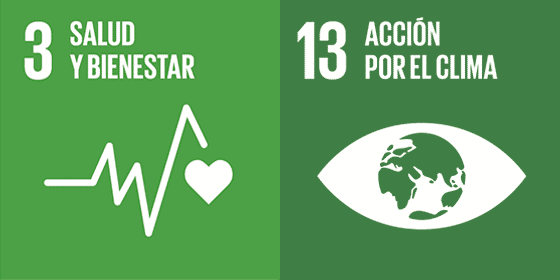 3 SALUD
Y BIENESTAR
13 ACCIÓN
POR EL CLIMA